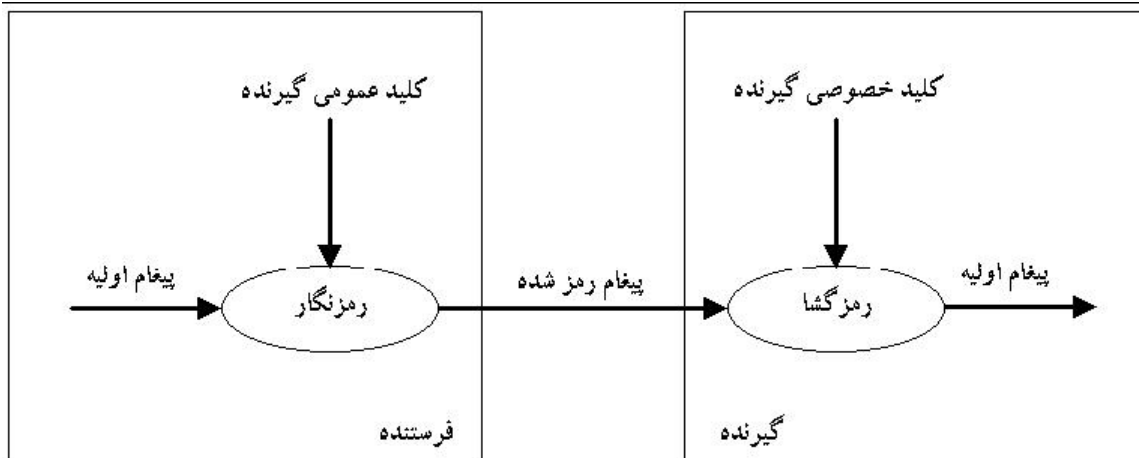 کلید عمومی گیرنده
کلید خصوصی گیرنده
پیغام اولیه
رمزنگار
پیغام رمز شده
رمزگشا
پیغام اولیه
فرستنده
گیرنده